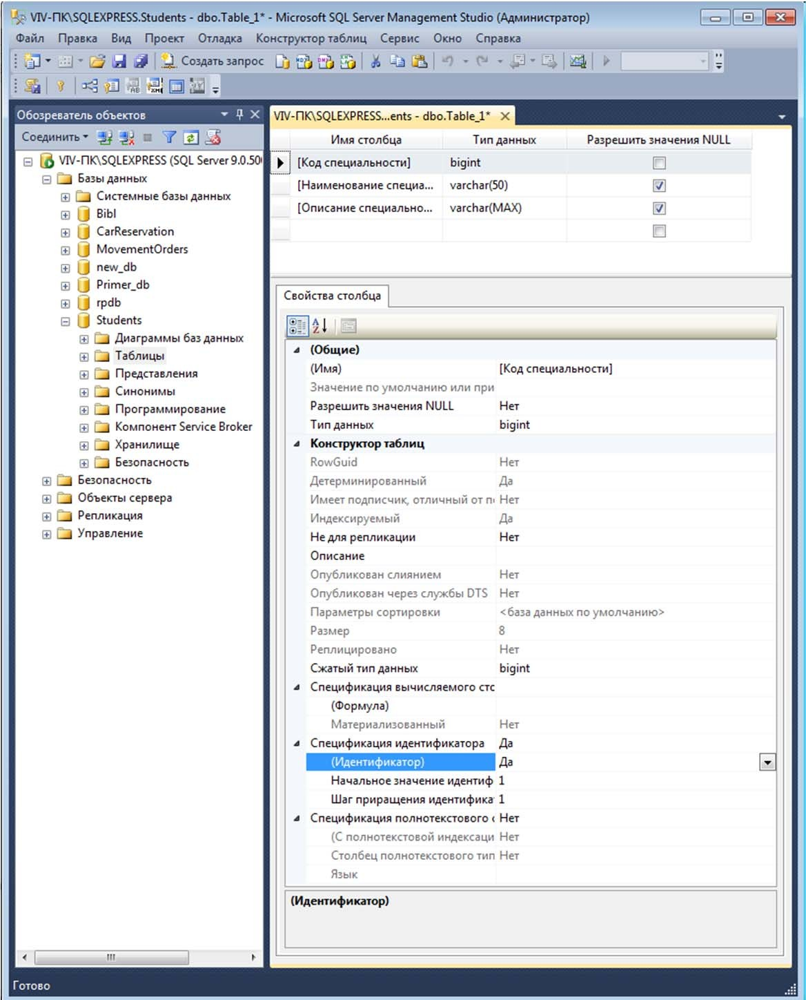 VIV-ПК\SQLEXPRESS.Students - dbo.Table_1* - Microsoft SQL Server Management Studio (Администратор)
Файл Правка Вид Проект Отладка Конструктор таблиц Сервис Окно Справка
Создать запрос
Обозреватель объектов
Соединить
VIV-ПК\SQLEXPRESS (SQL Server 9.0.50
Базы данных
Системные базы данных
Bibl
CarReservation
MovementOrders
new_db
Primer_db
rpdb
Students
Диаграммы баз данных
Таблицы
Представления
Синонимы
Программирование
Компонент Service Broker
Хранилище
Безопасность
Безопасность
Объекты сервера
Репликация
Управление
VIV-ПК\SQLEXPRESS...ents - dbo.Table_1*
Имя столбца Тип данных Разрешить значения NULL
[Код специальности] bigint
[Наименование специа... varchar(50)
[Описание специально... varchar(MAX)
Свойства столбца
(Общие)
(Имя) [Код специальности]
Значение по умолчанию или при
Разрешить значения NULL Нет
Тип данных bigint
Конструктор таблиц
RowGuid Нет
Детерминированный Да
Имеет подписчик, отличный от п Нет
Индексируемый Да
Не для репликации Нет
Описание
Опубликован слиянием Нет
Опубликован через службы DTS Нет
Параметры сортировки <база данных по умолчанию>
Размер 8
Реплицировано Нет
Сжатый тип данных bigint
Спецификация вычисляемого сто
(Формула)
Материализованный Нет
Спецификация идентификатора Да
(Идентификатор) Да
Начальное значение идентиф 1
Шаг приращения идентифика 1
Спецификация полнотекстового с Нет
(С полнотекстовой индексаци Нет
Столбец полнотекстового тип Нет
Язык
(Идентификатор)
Готово